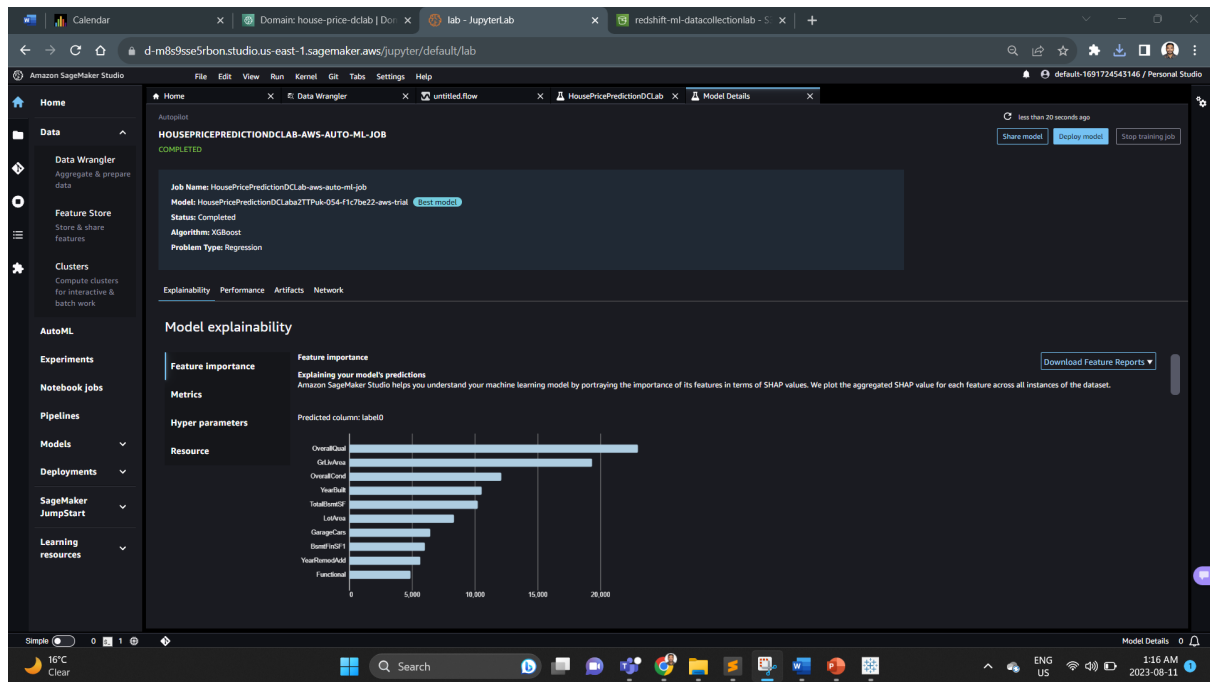 Calendar
Domain: house-price-dclab | Don
lab - JupyterLab
redshift-ml-datacollectionlab - S
d-m8s9sse5rbon.studio.us-east-1.sagemaker.aws/jupyter/default/lab
Amazon SageMaker Studio
File Edit View Run Kernel Git Tabs Settings Help
default-1691724543146 / Personal Studio
Home
Data Wrangler
untitled.flow
HousePricePredictionDCLab
Model Details
Home
Data
Data Wrangler
Aggregate & prepare
data
Feature Store
Store & share
features
Clusters
Compute clusters
for interactive &
batch work
AutoML
Experiments
Notebook jobs
Pipelines
Models
Deployments
SageMaker
JumpStart
Learning
resources
Autopilot
less than 20 seconds ago
HOUSEPRICEPREDICTIONDCLAB-AWS-AUTO-ML-JOB
COMPLETED
Share model
Deploy model
Stop training job
Job Name: HousePricePredictionDCLab-aws-auto-ml-job
Model: HousePricePredictionDCLaba2TTPuk-054-f1c7be22-aws-trial Best model
Status: Completed
Algorithm: XGBoost
Problem Type: Regression
Explainability Performance Artifacts Network
Model explainability
Feature importance
Metrics
Hyper parameters
Resource
Feature importance
Download Feature Reports
Explaining your model's predictions
Amazon SageMaker Studio helps you understand your machine learning model by portraying the importance of its features in terms of SHAP values. We plot the aggregated SHAP value for each feature across all instances of the dataset.
Predicted column: label0
OverallQual
GrLivArea
OverallCond
YearBuilt
TotalBsmtSF
LotArea
GarageCars
BsmtFinSF1
YearRemodAdd
Functional
0 5,000 10,000 15,000 20,000
Simple 0 1
Model Details 0
16°C
Clear
Search
ENG
US
1:16 AM
2023-08-11
1